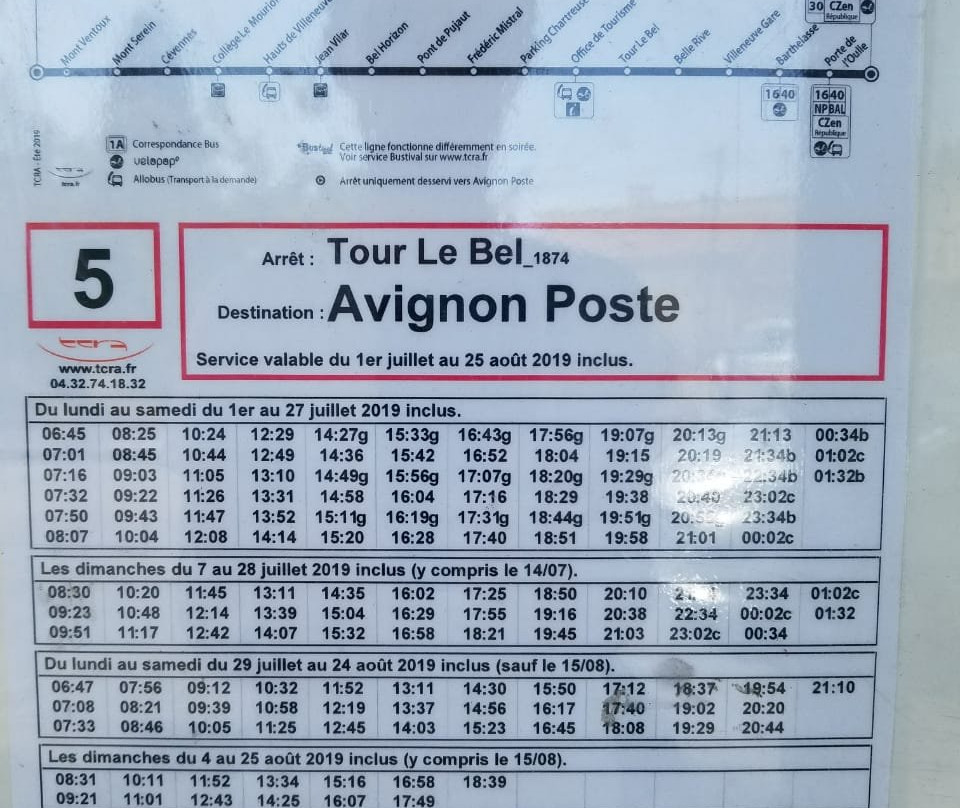 30 CZen
République
Mont Ventoux
Mont Serein
Cévennes
Collège Le Mourion
Hauts de Villeneuve
Jean Vilar
Bel Horizon
Pont de Pujaut
Frédéric Mistral
Parking Chartreuse
Office de Tourisme
Tour Le Bel
Belle Rive
Villeneuve Gare
Barthelasse
Porte de l'Oulle
16 40
16 40
NP BAL
CZen
République
TCRA - Eté 2019
1A Correspondance Bus
velopop'
Allobus (Transport à la demande)
Cette ligne fonctionne différemment en soirée.
Voir service Bustival sur www.tcra.fr
Arrêt uniquement desservi vers Avignon Poste
5
tcra
www.tcra.fr
04.32.74.18.32
Arrêt : Tour Le Bel_1874
Destination : Avignon Poste
Service valable du 1er juillet au 25 août 2019 inclus.
Du lundi au samedi du 1er au 27 juillet 2019 inclus.
06:45 08:25 10:24 12:29 14:27g 15:33g 16:43g 17:56g 19:07g 20:13g 21:13 00:34b
07:01 08:45 10:44 12:49 14:36 15:42 16:52 18:04 19:15 20:19 21:34b 01:02c
07:16 09:03 11:05 13:10 14:49g 15:56g 17:07g 18:20g 19:29g 22:34b 01:32b
07:32 09:22 11:26 13:31 14:58 16:04 17:16 18:29 19:38 20:40 23:02c
07:50 09:43 11:47 13:52 15:11g 16:19g 17:31g 18:44g 19:51g 23:34b
08:07 10:04 12:08 14:14 15:20 16:28 17:40 18:51 19:58 21:01 00:02c
Les dimanches du 7 au 28 juillet 2019 inclus (y compris le 14/07).
08:30 10:20 11:45 13:11 14:35 16:02 17:25 18:50 20:10 23:34 01:02c
09:23 10:48 12:14 13:39 15:04 16:29 17:55 19:16 20:38 22:34 00:02c 01:32
09:51 11:17 12:42 14:07 15:32 16:58 18:21 19:45 21:03 23:02c 00:34
Du lundi au samedi du 29 juillet au 24 août 2019 inclus (sauf le 15/08).
06:47 07:56 09:12 10:32 11:52 13:11 14:30 15:50 17:12 18:37 19:54 21:10
07:08 08:21 09:39 10:58 12:19 13:37 14:56 16:17 17:40 19:02 20:20
07:33 08:46 10:05 11:25 12:45 14:03 15:23 16:45 18:08 19:29 20:44
Les dimanches du 4 au 25 août 2019 inclus (y compris le 15/08).
08:31 10:11 11:52 13:34 15:16 16:58 18:39
09:21 11:01 12:43 14:25 16:07 17:49